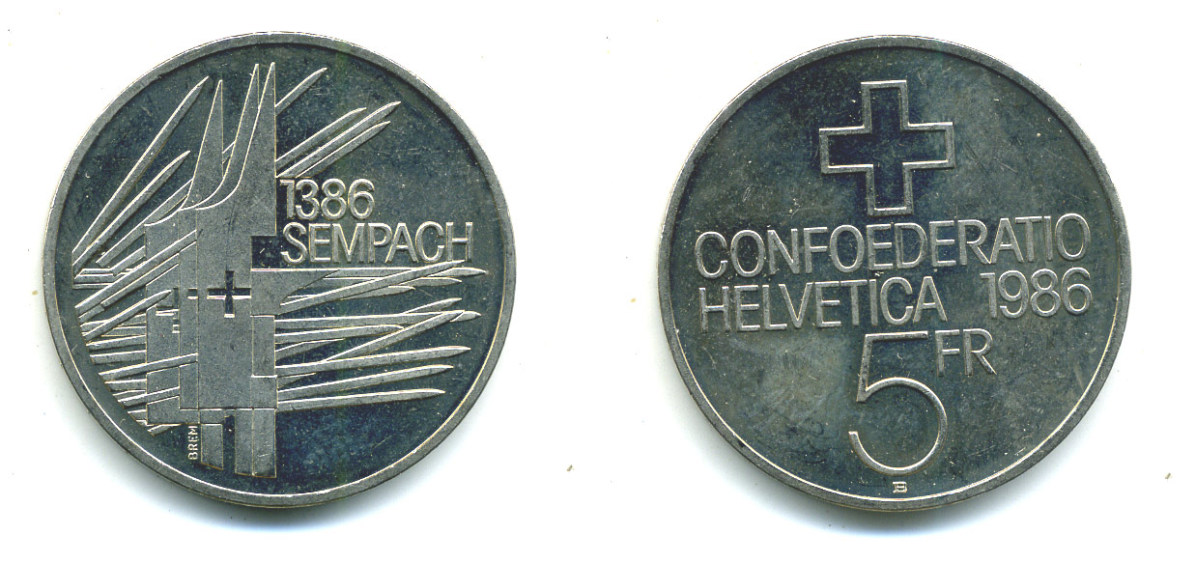 1386
SEMPACH
BREM
CONFOEDERATIO
HELVETICA 1986
5 FR
B